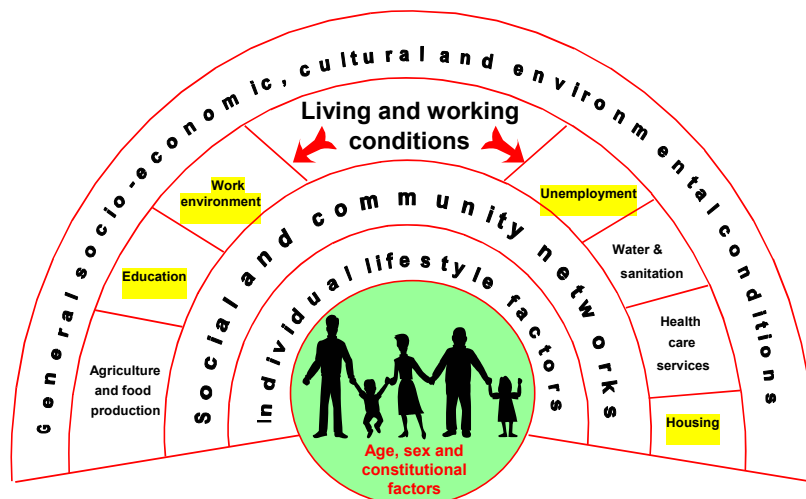 General socio-economic, cultural and environmental conditions
Living and working
conditions
Work
environment
Unemployment
Education
Water &
sanitation
Agriculture
and food
production
Health
care
services
Housing
Social and community networks
Individual lifestyle factors
Age, sex and
constitutional
factors